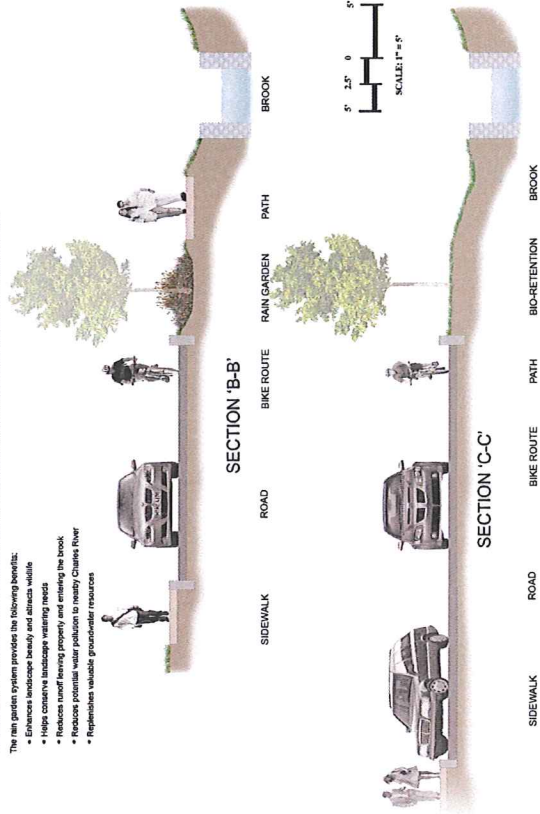 The rain garden system provides the following benefits:
• Enhances landscape beauty and attracts wildlife
• Helps conserve landscape watering needs
• Reduces runoff leaving property and entering the brook
• Reduces potential water pollution to nearby Charles River
• Replenishes valuable groundwater resources
SIDEWALK ROAD BIKE ROUTE RAIN GARDEN PATH BROOK
SECTION 'B-B'
5' 2.5' 0 5'
SCALE: 1" = 5'
SECTION 'C-C'
SIDEWALK ROAD BIKE ROUTE PATH BIO-RETENTION BROOK